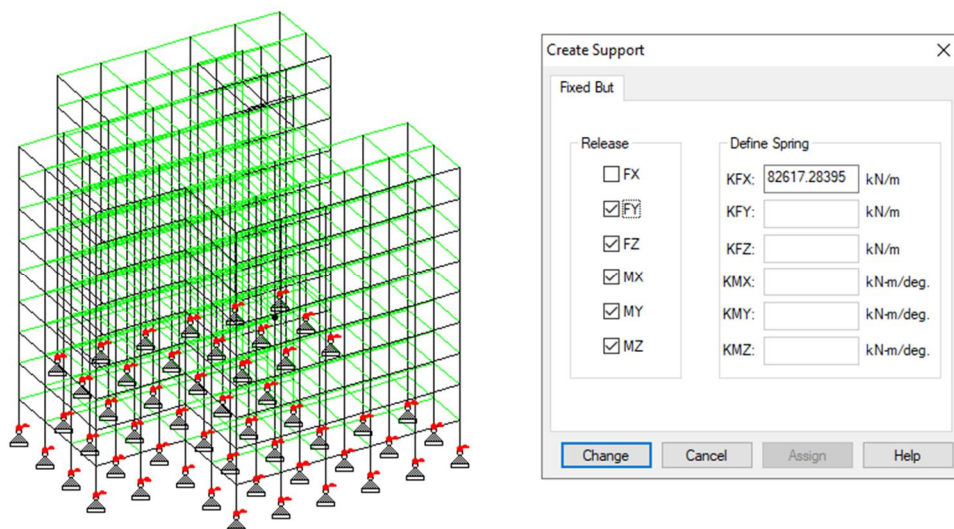 Create Support
Fixed But
Release
FX
FY
FZ
MX
MY
MZ
Define Spring
KFX: 82617.28395 kN/m
KFY: kN/m
KFZ: kN/m
KMX: kN-m/deg.
KMY: kN-m/deg.
KMZ: kN-m/deg.
Change Cancel Assign Help